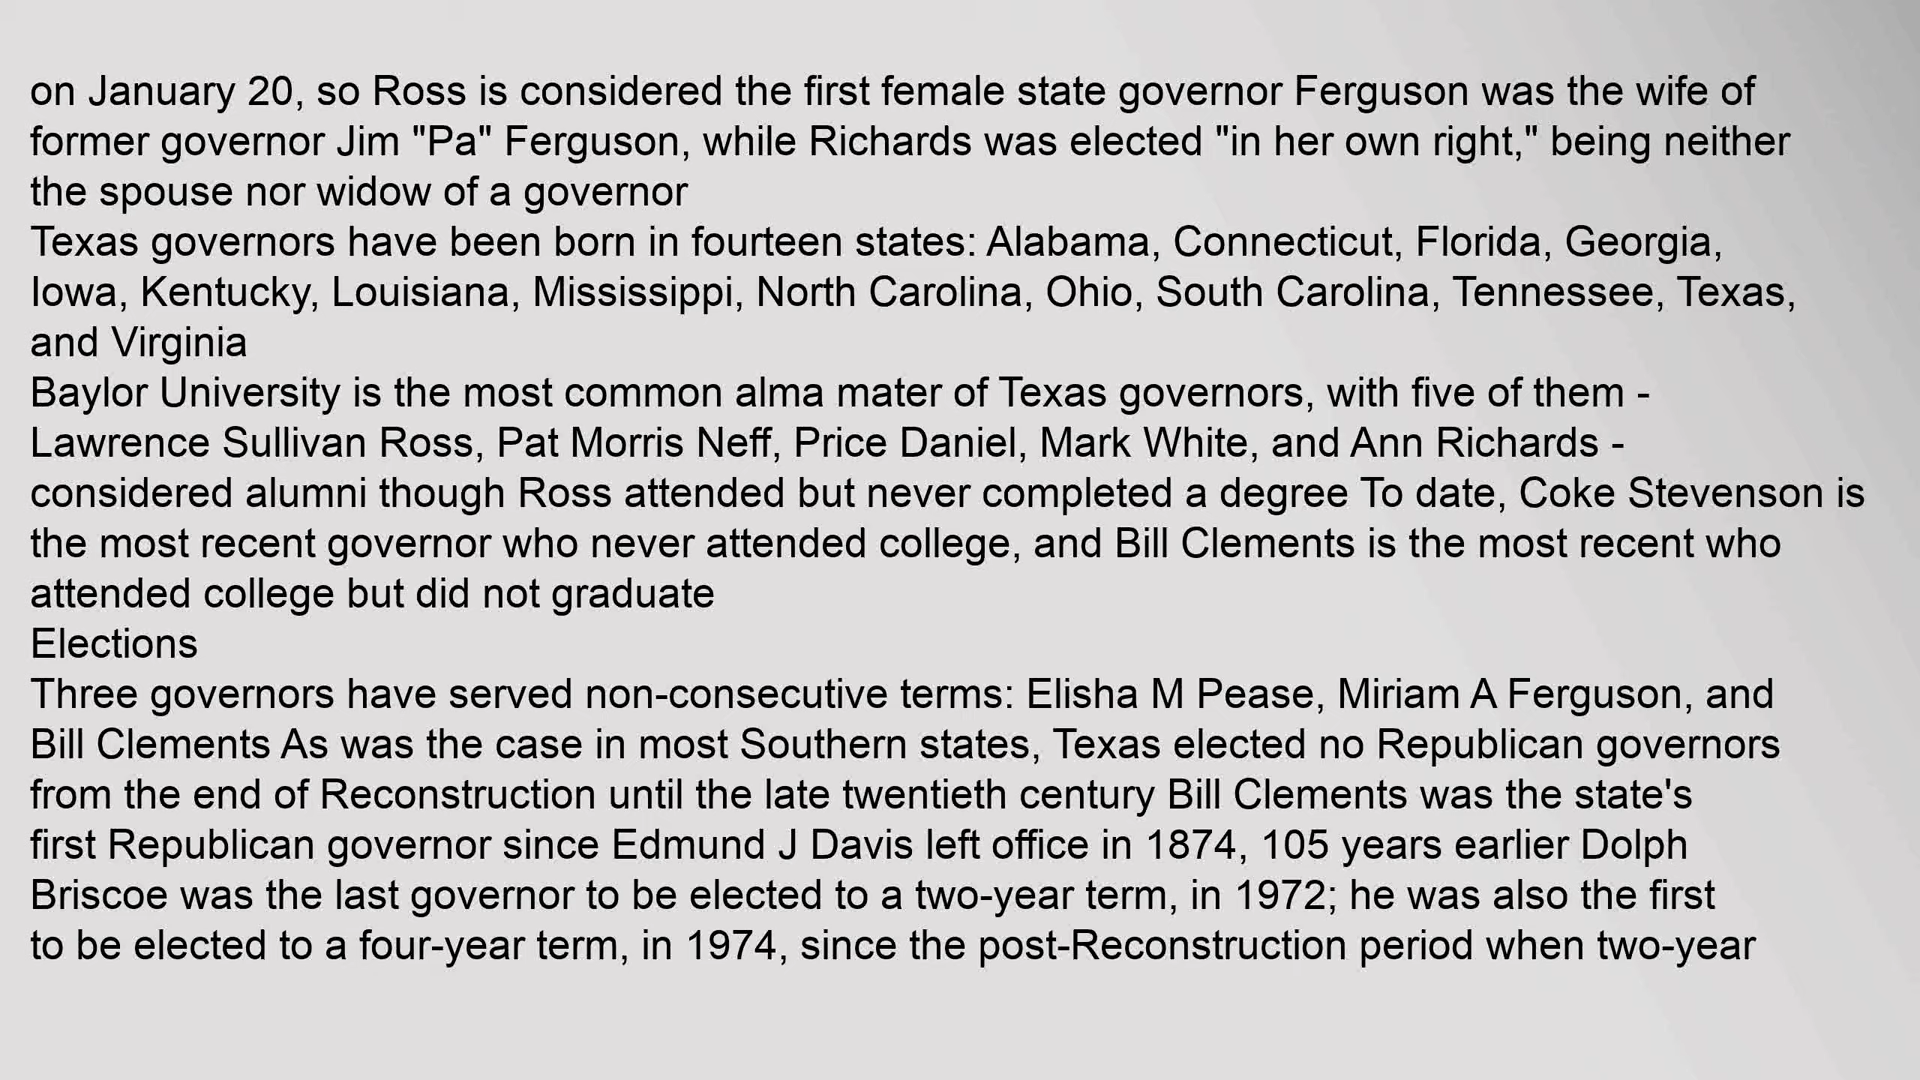 on January 20, so Ross is considered the first female state governor Ferguson was the wife of
former governor Jim "Pa" Ferguson, while Richards was elected "in her own right," being neither
the spouse nor widow of a governor
Texas governors have been born in fourteen states: Alabama, Connecticut, Florida, Georgia,
Iowa, Kentucky, Louisiana, Mississippi, North Carolina, Ohio, South Carolina, Tennessee, Texas,
and Virginia
Baylor University is the most common alma mater of Texas governors, with five of them -
Lawrence Sullivan Ross, Pat Morris Neff, Price Daniel, Mark White, and Ann Richards -
considered alumni though Ross attended but never completed a degree To date, Coke Stevenson is
the most recent governor who never attended college, and Bill Clements is the most recent who
attended college but did not graduate
Elections
Three governors have served non-consecutive terms: Elisha M Pease, Miriam A Ferguson, and
Bill Clements As was the case in most Southern states, Texas elected no Republican governors
from the end of Reconstruction until the late twentieth century Bill Clements was the state's
first Republican governor since Edmund J Davis left office in 1874, 105 years earlier Dolph
Briscoe was the last governor to be elected to a two-year term, in 1972; he was also the first
to be elected to a four-year term, in 1974, since the post-Reconstruction period when two-year